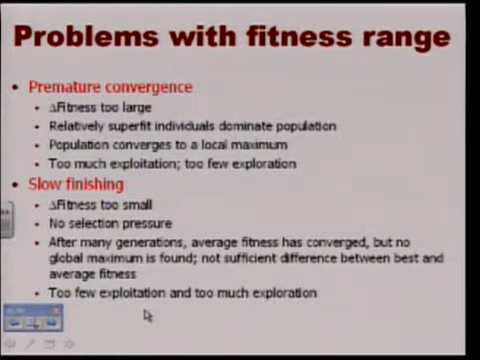 Problems with fitness range
• Premature convergence
• ∆Fitness too large
• Relatively superfit individuals dominate population
• Population converges to a local maximum
• Too much exploitation; too few exploration
• Slow finishing
• ∆Fitness too small
• No selection pressure
• After many generations, average fitness has converged, but no
global maximum is found; not sufficient difference between best and
average fitness
• Too few exploitation and too much exploration